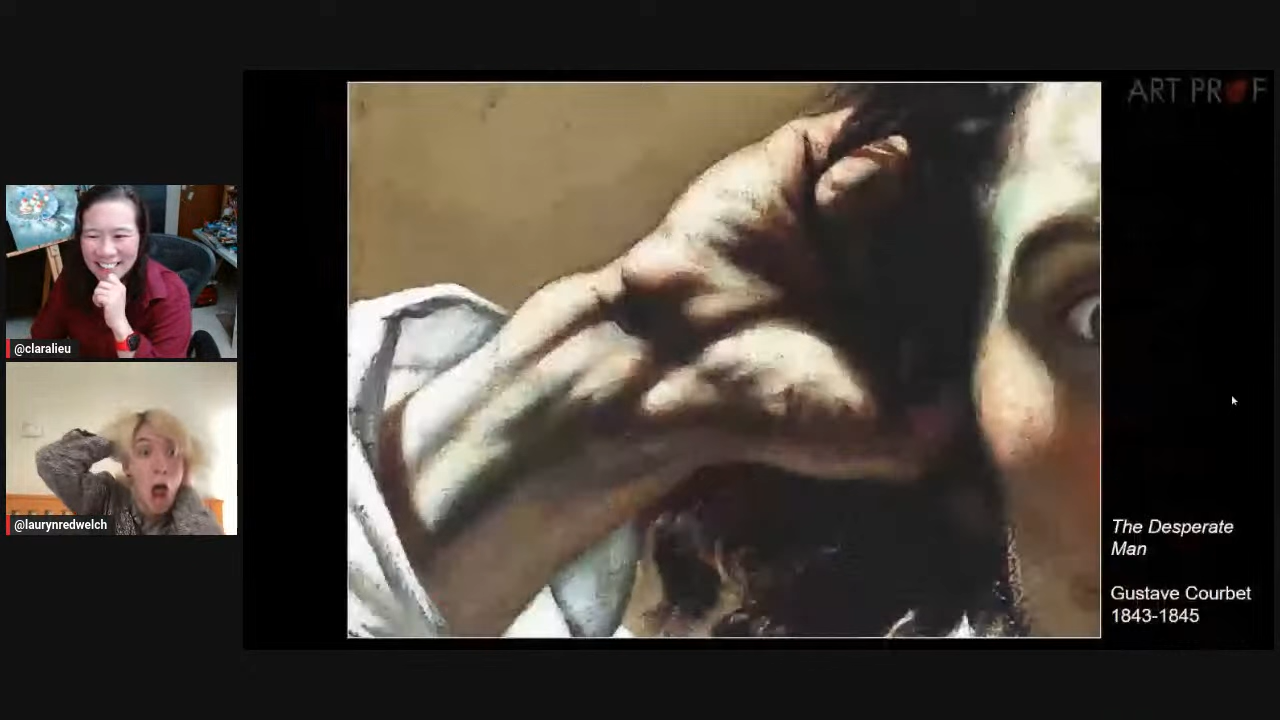 ART PROF
@claralieu
@laurynredwelch
The Desperate
Man
Gustave Courbet
1843-1845